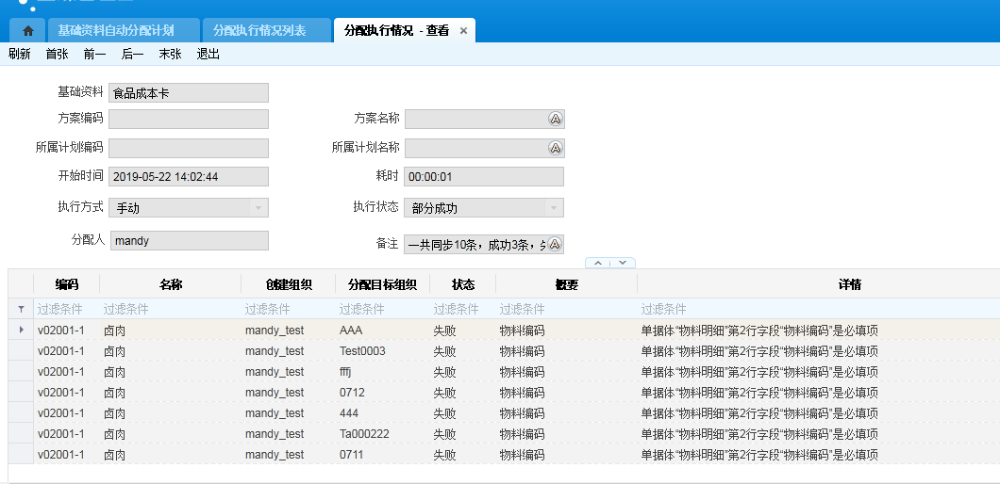 基础资料自动分配计划 分配执行情况列表 分配执行情况 - 查看 ×
刷新 首张 前一 后一 末张 退出
基础资料 食品成本卡
方案编码 方案名称 A
所属计划编码 所属计划名称 A
开始时间 2019-05-22 14:02:44 耗时 00:00:01
执行方式 手动 执行状态 部分成功
分配人 mandy 备注 一共同步10条，成功3条， A
编码 名称 创建组织 分配目标组织 状态 概要 详情
过滤条件 过滤条件 过滤条件 过滤条件 过滤条件 过滤条件 过滤条件
v02001-1 卤肉 mandy_test AAA 失败 物料编码 单据体“物料明细”第2行字段“物料编码”是必填项
v02001-1 卤肉 mandy_test Test0003 失败 物料编码 单据体“物料明细”第2行字段“物料编码”是必填项
v02001-1 卤肉 mandy_test fffj 失败 物料编码 单据体“物料明细”第2行字段“物料编码”是必填项
v02001-1 卤肉 mandy_test 0712 失败 物料编码 单据体“物料明细”第2行字段“物料编码”是必填项
v02001-1 卤肉 mandy_test 444 失败 物料编码 单据体“物料明细”第2行字段“物料编码”是必填项
v02001-1 卤肉 mandy_test Ta000222 失败 物料编码 单据体“物料明细”第2行字段“物料编码”是必填项
v02001-1 卤肉 mandy_test 0711 失败 物料编码 单据体“物料明细”第2行字段“物料编码”是必填项